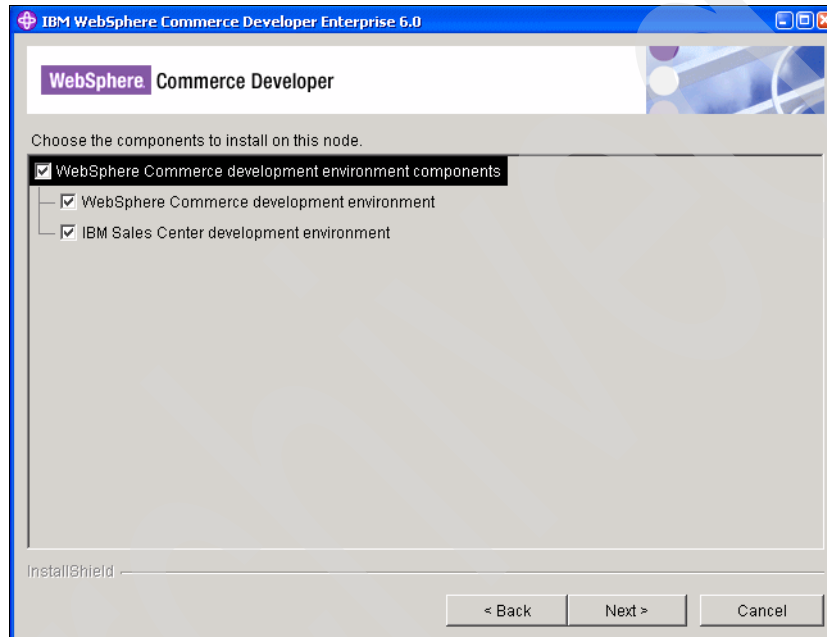 IBM WebSphere Commerce Developer Enterprise 6.0
WebSphere. Commerce Developer
Choose the components to install on this node.
WebSphere Commerce development environment components
WebSphere Commerce development environment
IBM Sales Center development environment
InstallShield
< Back Next > Cancel